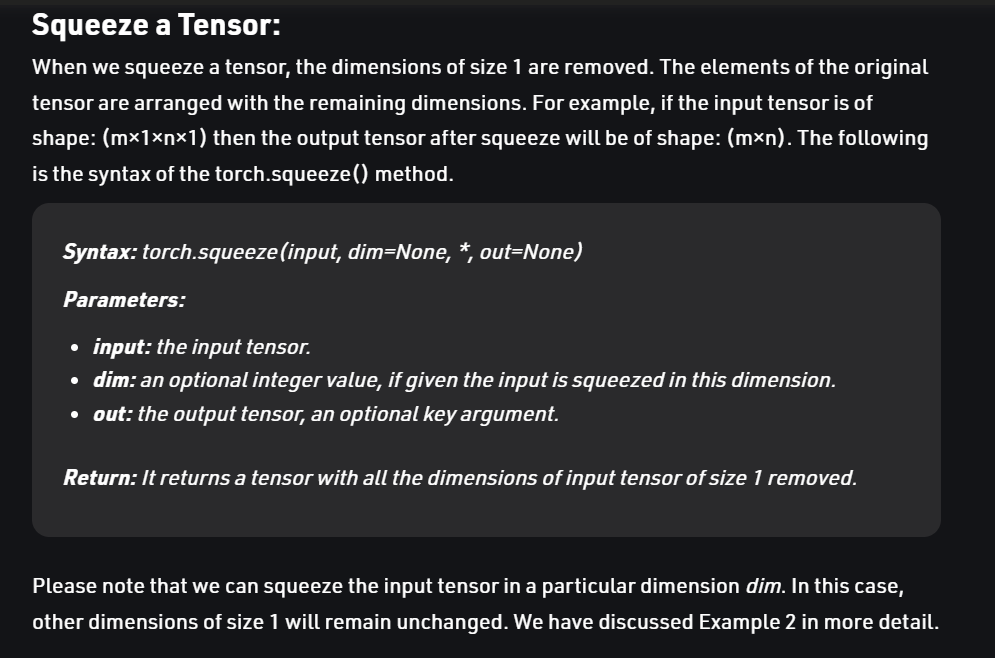 Squeeze a Tensor:
When we squeeze a tensor, the dimensions of size 1 are removed. The elements of the original
tensor are arranged with the remaining dimensions. For example, if the input tensor is of
shape: (m×1×n×1) then the output tensor after squeeze will be of shape: (m×n). The following
is the syntax of the torch.squeeze() method.
Syntax: torch.squeeze(input, dim=None, *, out=None)
Parameters:
• input: the input tensor.
• dim: an optional integer value, if given the input is squeezed in this dimension.
• out: the output tensor, an optional key argument.
Return: It returns a tensor with all the dimensions of input tensor of size 1 removed.
Please note that we can squeeze the input tensor in a particular dimension dim. In this case,
other dimensions of size 1 will remain unchanged. We have discussed Example 2 in more detail.